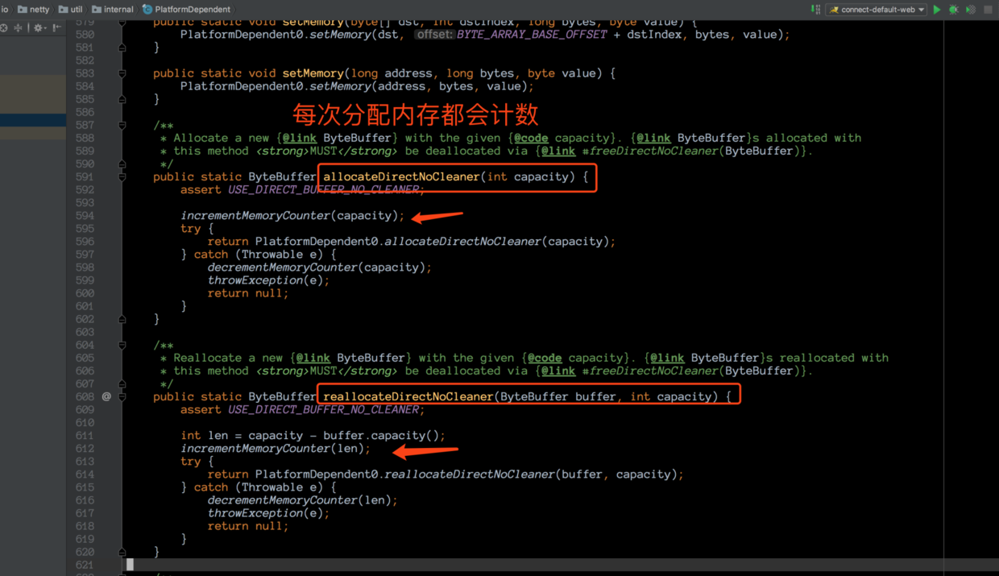 io netty util internal PlatformDependent connect-default-web
579 public static void setMemory(byte[] dst, int dstIndex, long bytes, byte value) {
580 PlatformDependent0.setMemory(dst, offset: BYTE_ARRAY_BASE_OFFSET + dstIndex, bytes, value);
581 }
582
583 public static void setMemory(long address, long bytes, byte value) {
584 PlatformDependent0.setMemory(address, bytes, value);
585 }
586
每次分配内存都会计数
587 /**
588 * Allocate a new {@link ByteBuffer} with the given {@code capacity}. {@link ByteBuffer}s allocated with
589 * this method <strong>MUST</strong> be deallocated via {@link #freeDirectNoCleaner(ByteBuffer)}.
590 */
591 public static ByteBuffer allocateDirectNoCleaner(int capacity) {
592 assert USE_DIRECT_BUFFER_NO_CLEANER;
593
594 incrementMemoryCounter(capacity);
595 try {
596 return PlatformDependent0.allocateDirectNoCleaner(capacity);
597 } catch (Throwable e) {
598 decrementMemoryCounter(capacity);
599 throwException(e);
600 return null;
601 }
602 }
603
604 /**
605 * Reallocate a new {@link ByteBuffer} with the given {@code capacity}. {@link ByteBuffer}s reallocated with
606 * this method <strong>MUST</strong> be deallocated via {@link #freeDirectNoCleaner(ByteBuffer)}.
607 */
608 @ public static ByteBuffer reallocateDirectNoCleaner(ByteBuffer buffer, int capacity) {
609 assert USE_DIRECT_BUFFER_NO_CLEANER;
610
611 int len = capacity - buffer.capacity();
612 incrementMemoryCounter(len);
613 try {
614 return PlatformDependent0.reallocateDirectNoCleaner(buffer, capacity);
615 } catch (Throwable e) {
616 decrementMemoryCounter(len);
617 throwException(e);
618 return null;
619 }
620 }
621